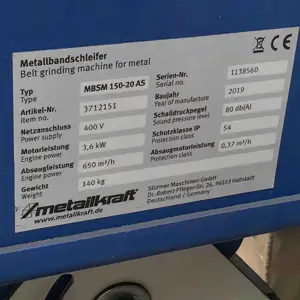 Metallbandschleifer
Belt grinding machine for metal
Typ
Type
MBSM 150-20 AS
Artikel-Nr.
Item no.
3712151
Netzanschluss
Power supply
400 V
Motorleistung
Engine power
3,6 kW
Absaugleistung
Engine power
650 m³/h
Gewicht
Weight
140 kg
Serien-Nr.
Serial no.
1138560
Baujahr
Year of manufacture
2019
Schalldruckpegel
Sound pressure level
80 db(A)
Schutzklasse IP
Protection class
54
Absaugmotorleistung
Protection class
0,37 m³/h
CE
metallkraft®
www.metallkraft.de
Stürmer Maschinen GmbH
Dr.-Robert-Pfleger-Str. 26, 96103 Hallstadt
Deutschland / Germany